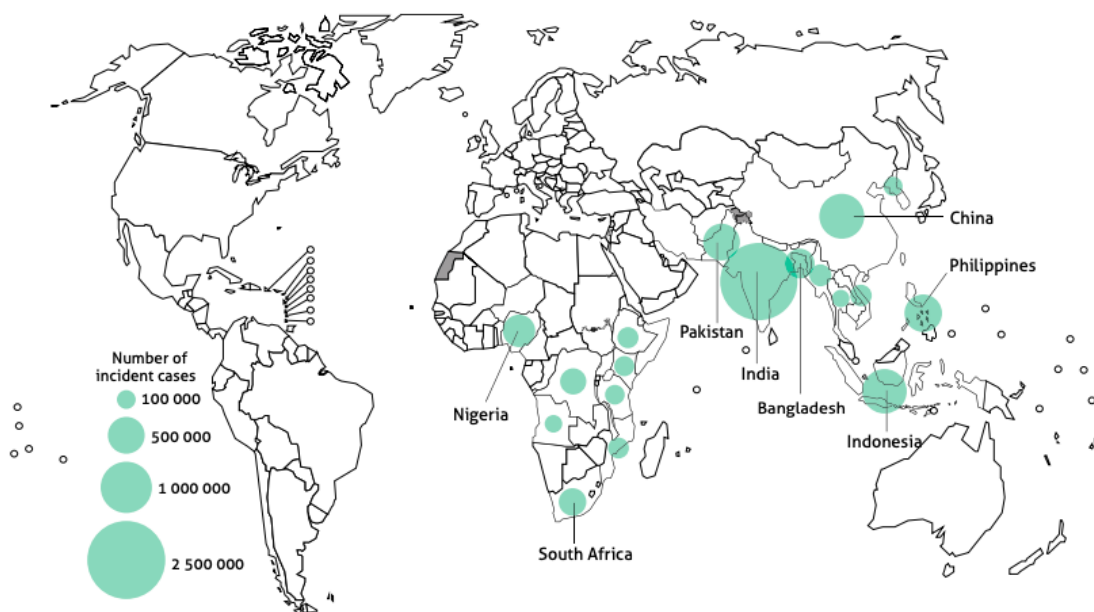 China
Philippines
Pakistan
India
Bangladesh
Indonesia
Nigeria
South Africa
Number of
incident cases
100 000
500 000
1 000 000
2 500 000